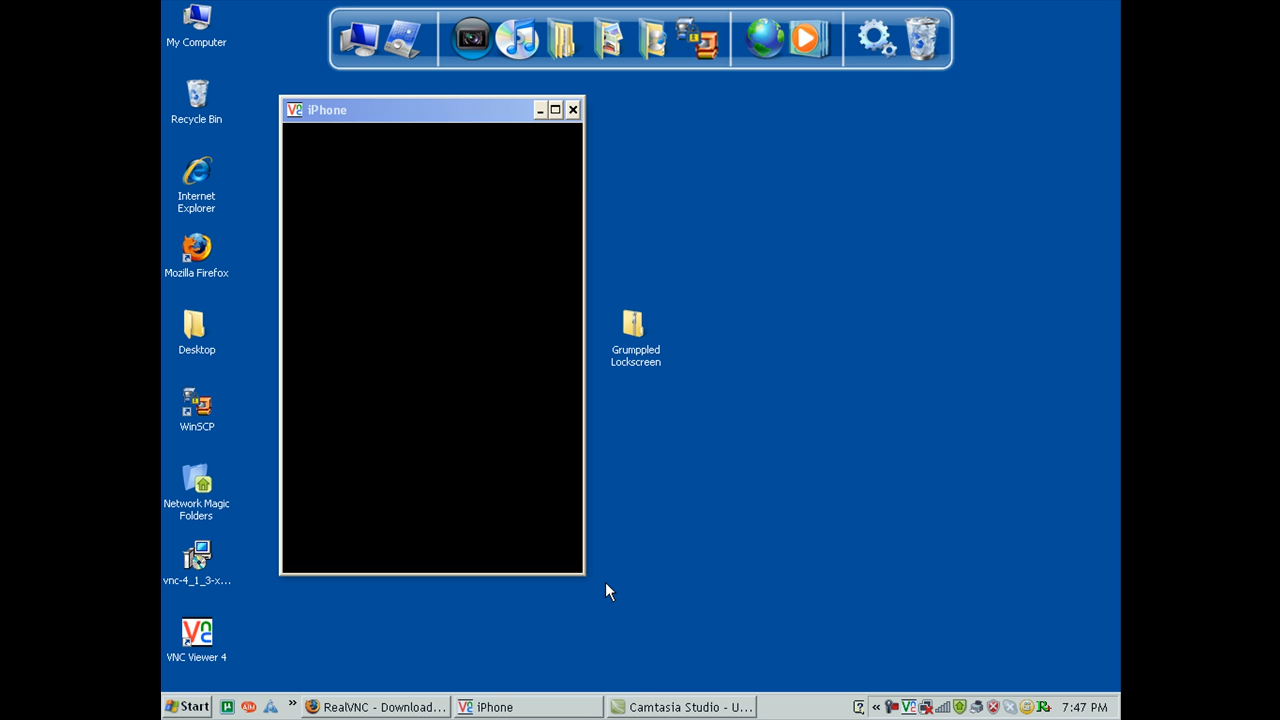 My Computer
Recycle Bin
Internet
Explorer
Mozilla Firefox
Desktop
WinSCP
Network Magic
Folders
vnc-4_1_3-x...
VNC Viewer 4
iPhone
Grumppled
Lockscreen
Start
AIM
RealVNC - Download...
iPhone
Camtasia Studio - U...
7:47 PM